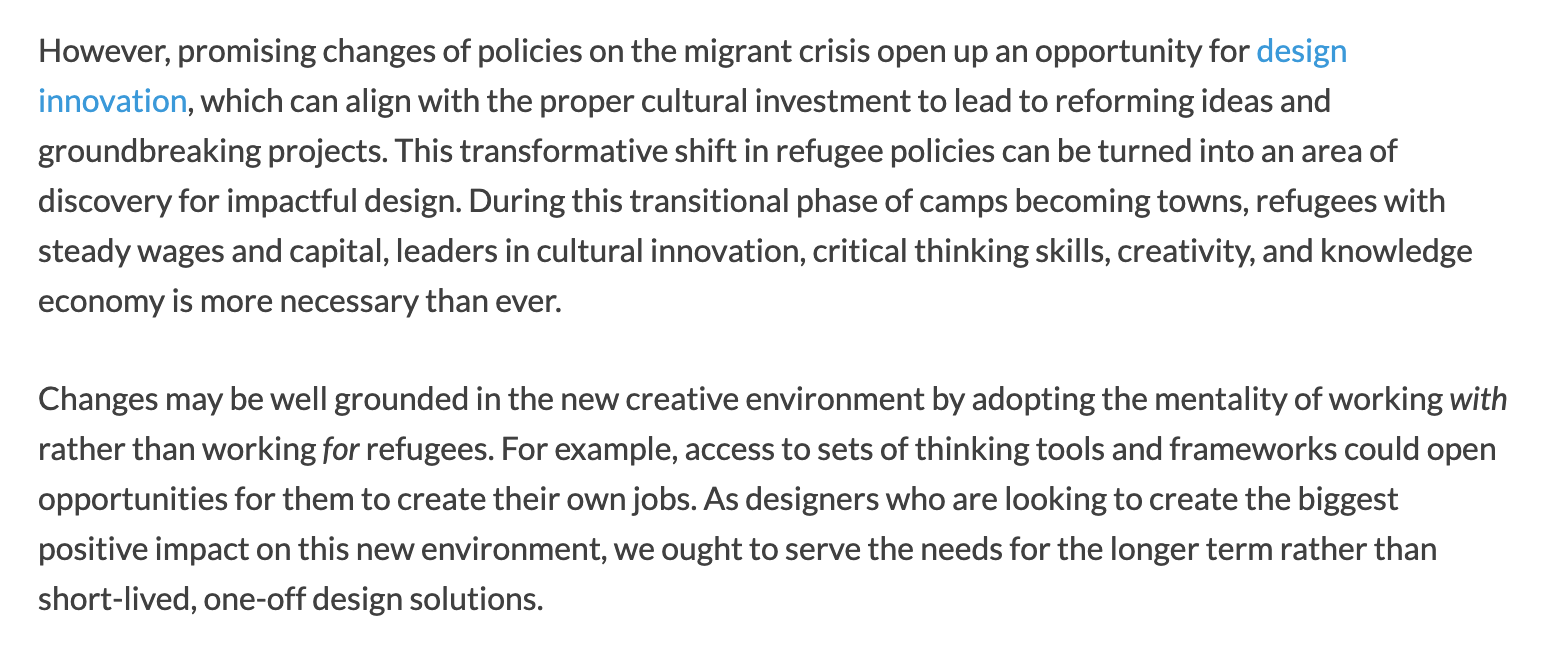 However, promising changes of policies on the migrant crisis open up an opportunity for design
innovation, which can align with the proper cultural investment to lead to reforming ideas and
groundbreaking projects. This transformative shift in refugee policies can be turned into an area of
discovery for impactful design. During this transitional phase of camps becoming towns, refugees with
steady wages and capital, leaders in cultural innovation, critical thinking skills, creativity, and knowledge
economy is more necessary than ever.
Changes may be well grounded in the new creative environment by adopting the mentality of working with
rather than working for refugees. For example, access to sets of thinking tools and frameworks could open
opportunities for them to create their own jobs. As designers who are looking to create the biggest
positive impact on this new environment, we ought to serve the needs for the longer term rather than
short-lived, one-off design solutions.